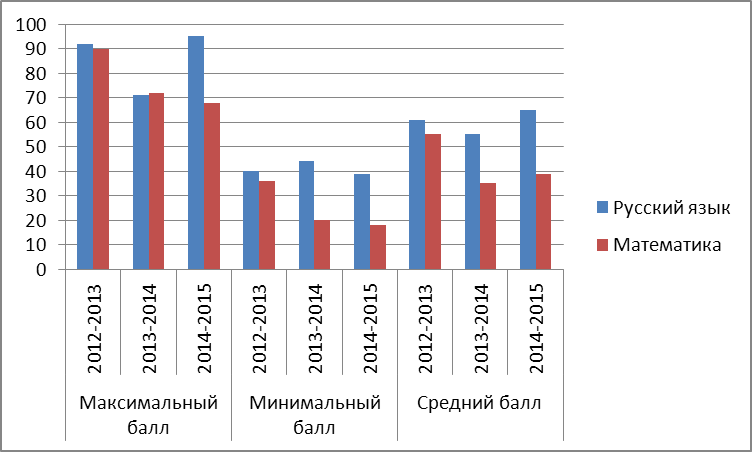 100
90
80
70
60
50
40
30
20
10
0
2012-2013
2013-2014
2014-2015
2012-2013
2013-2014
2014-2015
2012-2013
2013-2014
2014-2015
Максимальный
балл
Минимальный
балл
Средний балл
Русский язык
Математика